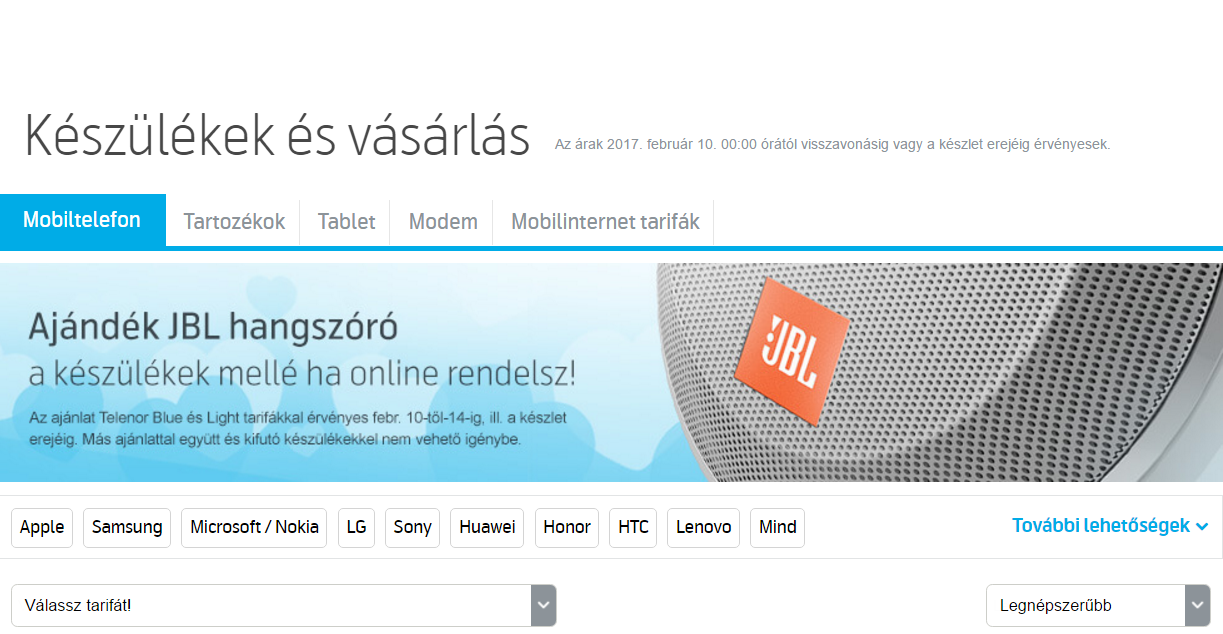 Készülékek és vásárlás
Az árak 2017. február 10. 00:00 órától visszavonásig vagy a készlet erejéig érvényesek.
Mobiltelefon
Tartozékok
Tablet
Modem
Mobilinternet tarifák
Ajándék JBL hangszóró
a készülékek mellé ha online rendelsz!
Az ajánlat Telenor Blue és Light tarifákkal érvényes febr. 10-től-14-ig, ill. a készlet
erejéig. Más ajánlattal együtt és kifutó készülékekkel nem vehető igénybe.
JBL
Apple
Samsung
Microsoft / Nokia
LG
Sony
Huawei
Honor
HTC
Lenovo
Mind
További lehetőségek
Válassz tarifát!
Legnépszerűbb